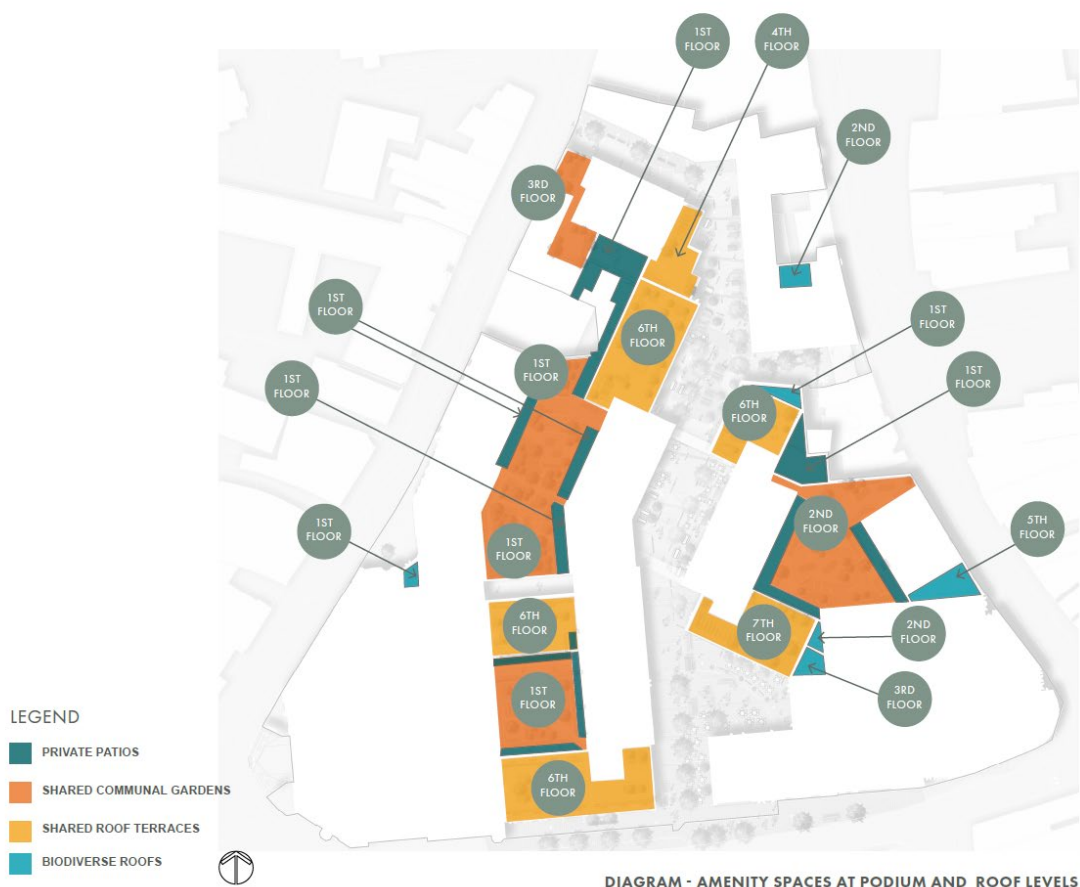 1ST
FLOOR
4TH
FLOOR
2ND
FLOOR
3RD
FLOOR
1ST
FLOOR
1ST
FLOOR
6TH
FLOOR
1ST
FLOOR
1ST
FLOOR
1ST
FLOOR
6TH
FLOOR
1ST
FLOOR
2ND
FLOOR
1ST
FLOOR
5TH
FLOOR
1ST
FLOOR
6TH
FLOOR
7TH
FLOOR
2ND
FLOOR
1ST
FLOOR
3RD
FLOOR
6TH
FLOOR
LEGEND
PRIVATE PATIOS
SHARED COMMUNAL GARDENS
SHARED ROOF TERRACES
BIODIVERSE ROOFS
DIAGRAM - AMENITY SPACES AT PODIUM AND ROOF LEVELS